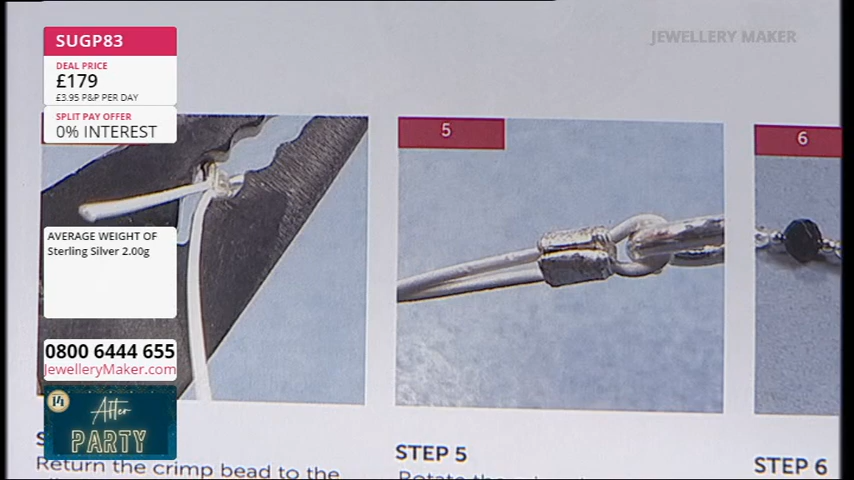 SUGP83
DEAL PRICE
£179
£3.95 P&P PER DAY
SPLIT PAY OFFER
0% INTEREST
AVERAGE WEIGHT OF
Sterling Silver 2.00g
0800 6444 655
JewelleryMaker.com
After
PARTY
JEWELLERY MAKER
5
6
Return the crimp bead to the
STEP 5
STEP 6